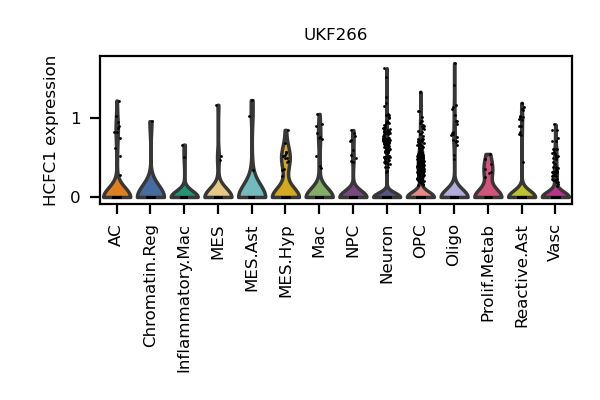 UKF266
HCFC1 expression
1
0
AC
Chromatin.Reg
Inflammatory.Mac
MES
MES.Ast
MES.Hyp
Mac
NPC
Neuron
OPC
Oligo
Prolif.Metab
Reactive.Ast
Vasc